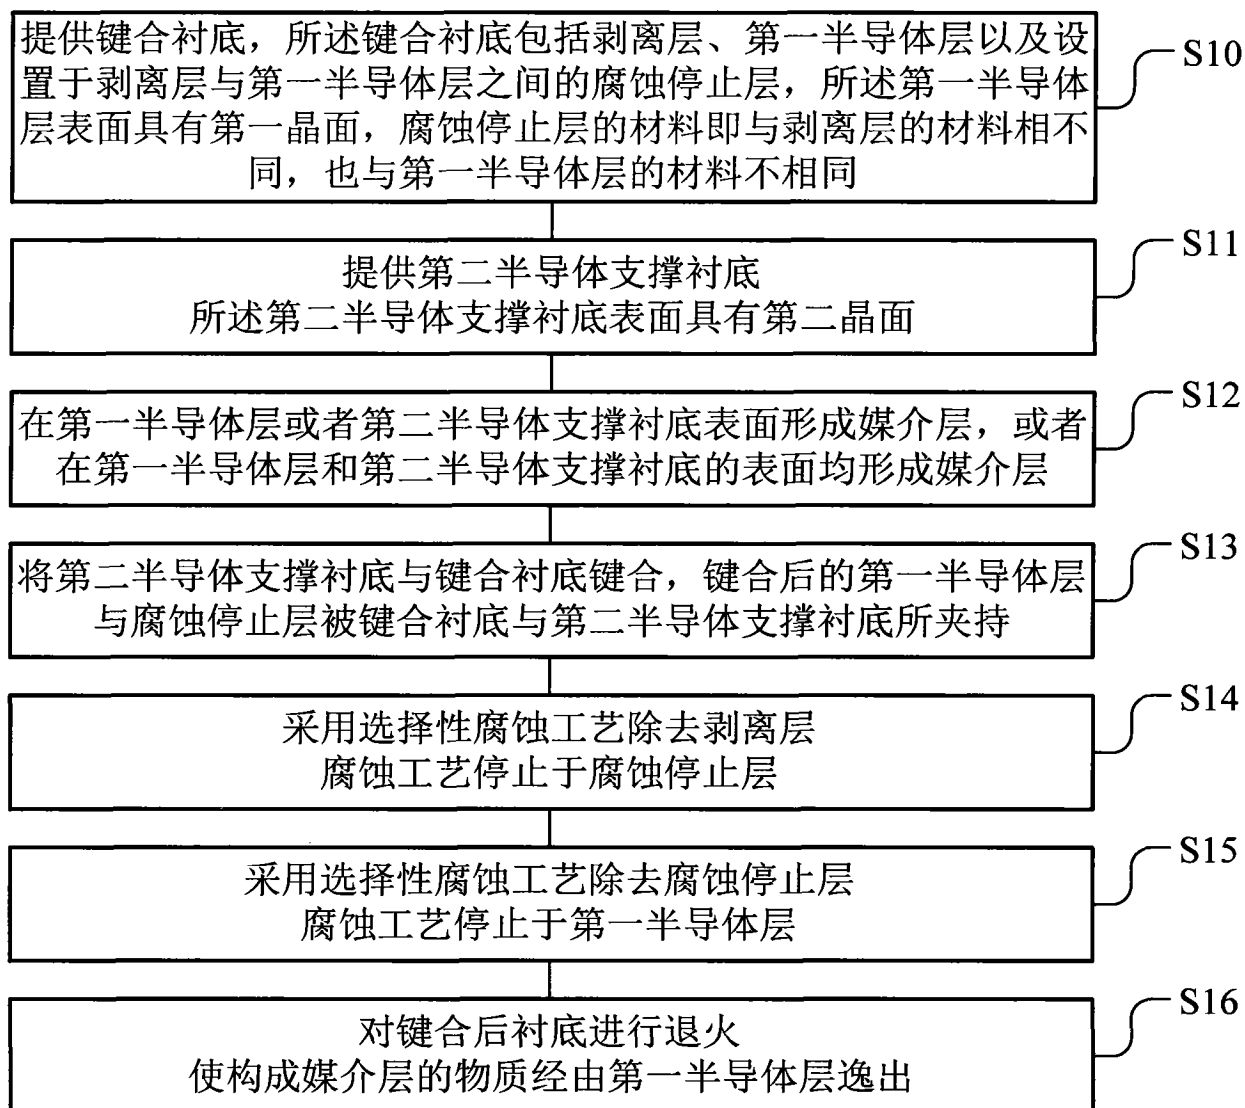 提供键合衬底，所述键合衬底包括剥离层、第一半导体层以及设
置于剥离层与第一半导体层之间的腐蚀停止层，所述第一半导体
层表面具有第一晶面，腐蚀停止层的材料即与剥离层的材料相不
同，也与第一半导体层的材料不相同
S10
提供第二半导体支撑衬底
所述第二半导体支撑衬底表面具有第二晶面
S11
在第一半导体层或者第二半导体支撑衬底表面形成媒介层，或者
在第一半导体层和第二半导体支撑衬底的表面均形成媒介层
S12
将第二半导体支撑衬底与键合衬底键合，键合后的第一半导体层
与腐蚀停止层被键合衬底与第二半导体支撑衬底所夹持
S13
采用选择性腐蚀工艺除去剥离层
腐蚀工艺停止于腐蚀停止层
S14
采用选择性腐蚀工艺除去腐蚀停止层
腐蚀工艺停止于第一半导体层
S15
对键合后衬底进行退火
使构成媒介层的物质经由第一半导体层逸出
S16